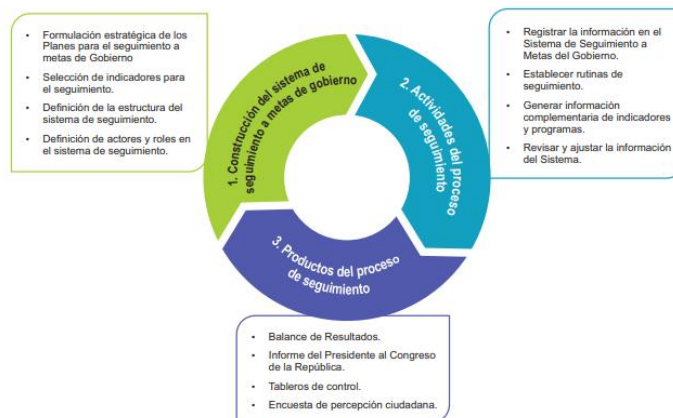 • Formulación estratégica de los
Planes para el seguimiento a
metas de Gobierno
• Selección de indicadores para
el seguimiento.
• Definición de la estructura del
sistema de seguimiento.
• Definición de actores y roles en
el sistema de seguimiento.
1. Construcción del sistema de
seguimiento a metas de gobierno
2. Actividades del proceso
de seguimiento
• Registrar la información en el
Sistema de Seguimiento a
Metas del Gobierno.
• Establecer rutinas de
seguimiento.
• Generar información
complementaria de indicadores
y programas.
• Revisar y ajustar la información
del Sistema.
3. Productos del proceso
de seguimiento
• Balance de Resultados.
• Informe del Presidente al Congreso
de la República.
• Tableros de control.
• Encuesta de percepción ciudadana.